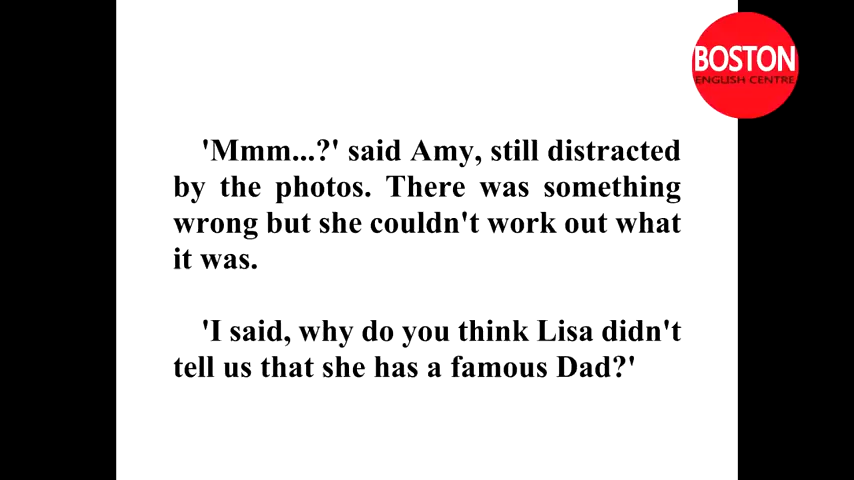 BOSTON
ENGLISH CENTRE
'Mmm...?' said Amy, still distracted
by the photos. There was something
wrong but she couldn't work out what
it was.
'I said, why do you think Lisa didn't
tell us that she has a famous Dad?'